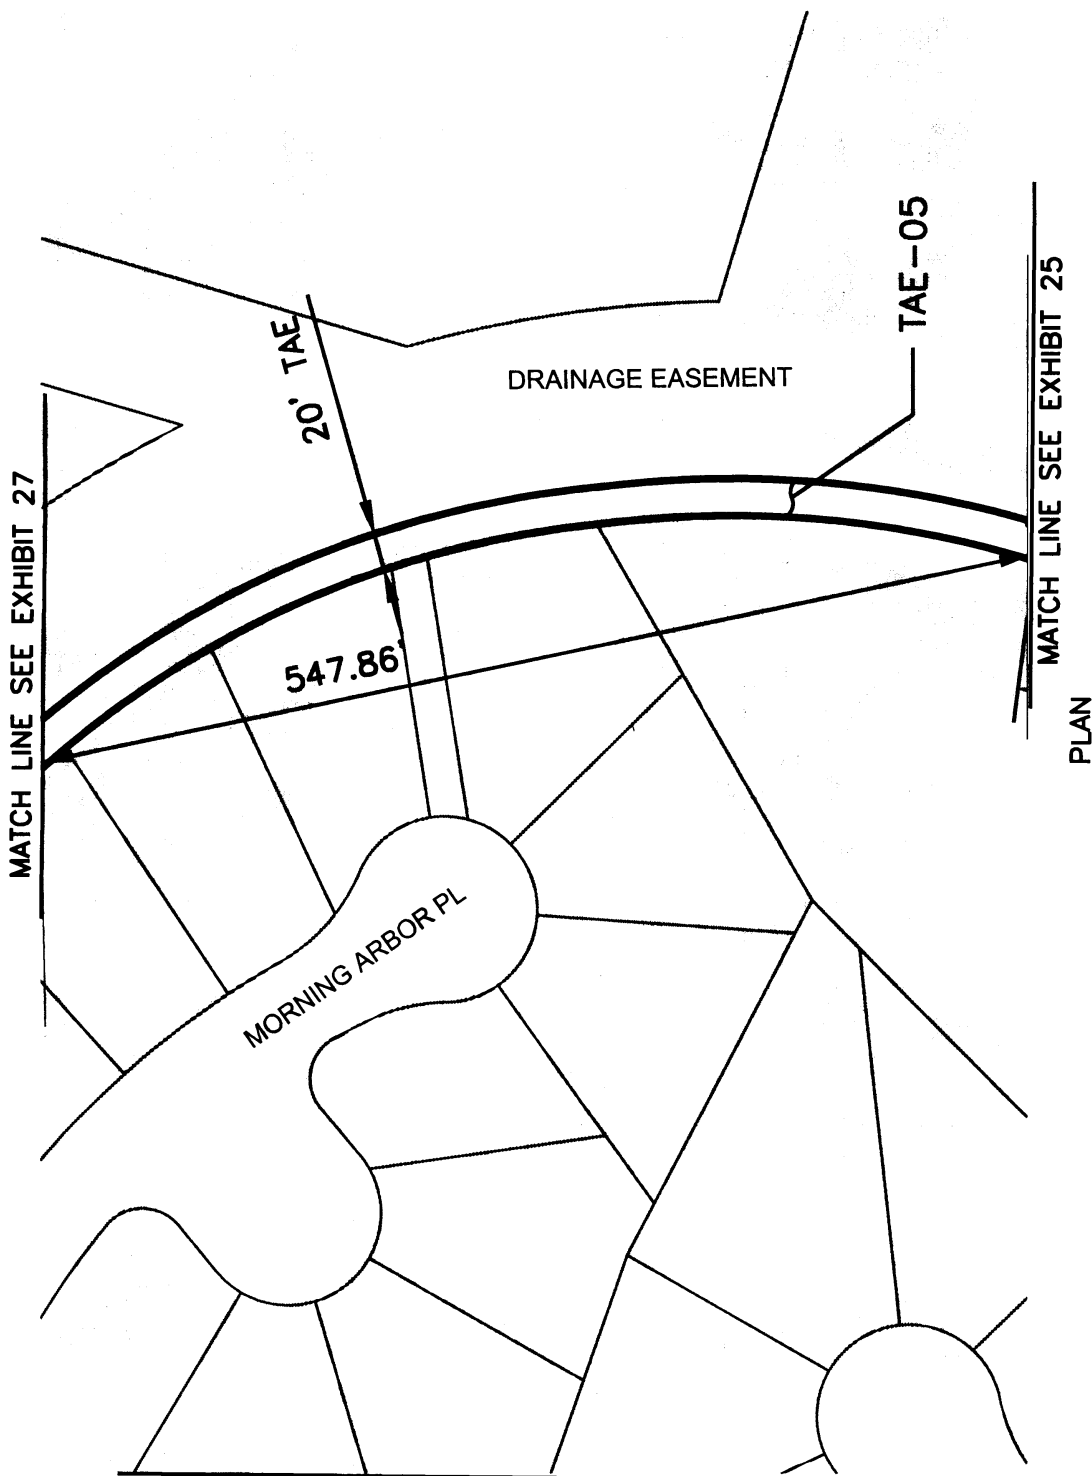 TAE-05
20' TAE
DRAINAGE EASEMENT
MATCH LINE SEE EXHIBIT 25
MATCH LINE SEE EXHIBIT 27
547.86'
PLAN
MORNING ARBOR PL